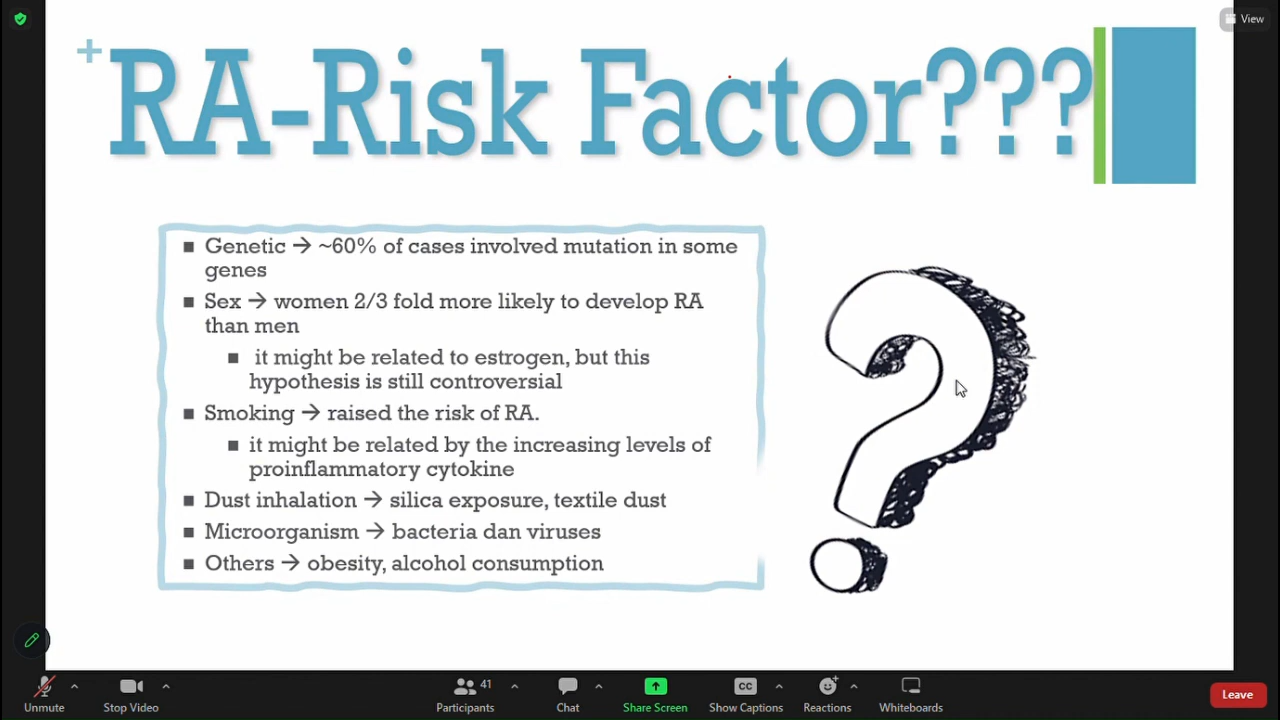 View
+
RA-Risk Factor???
▪ Genetic → ~60% of cases involved mutation in some
genes
▪ Sex → women 2/3 fold more likely to develop RA
than men
▪ it might be related to estrogen, but this
hypothesis is still controversial
▪ Smoking → raised the risk of RA.
▪ it might be related by the increasing levels of
proinflammatory cytokine
▪ Dust inhalation → silica exposure, textile dust
▪ Microorganism → bacteria dan viruses
▪ Others → obesity, alcohol consumption
?
41
CC
Unmute Stop Video Participants Chat Share Screen Show Captions Reactions Whiteboards Leave